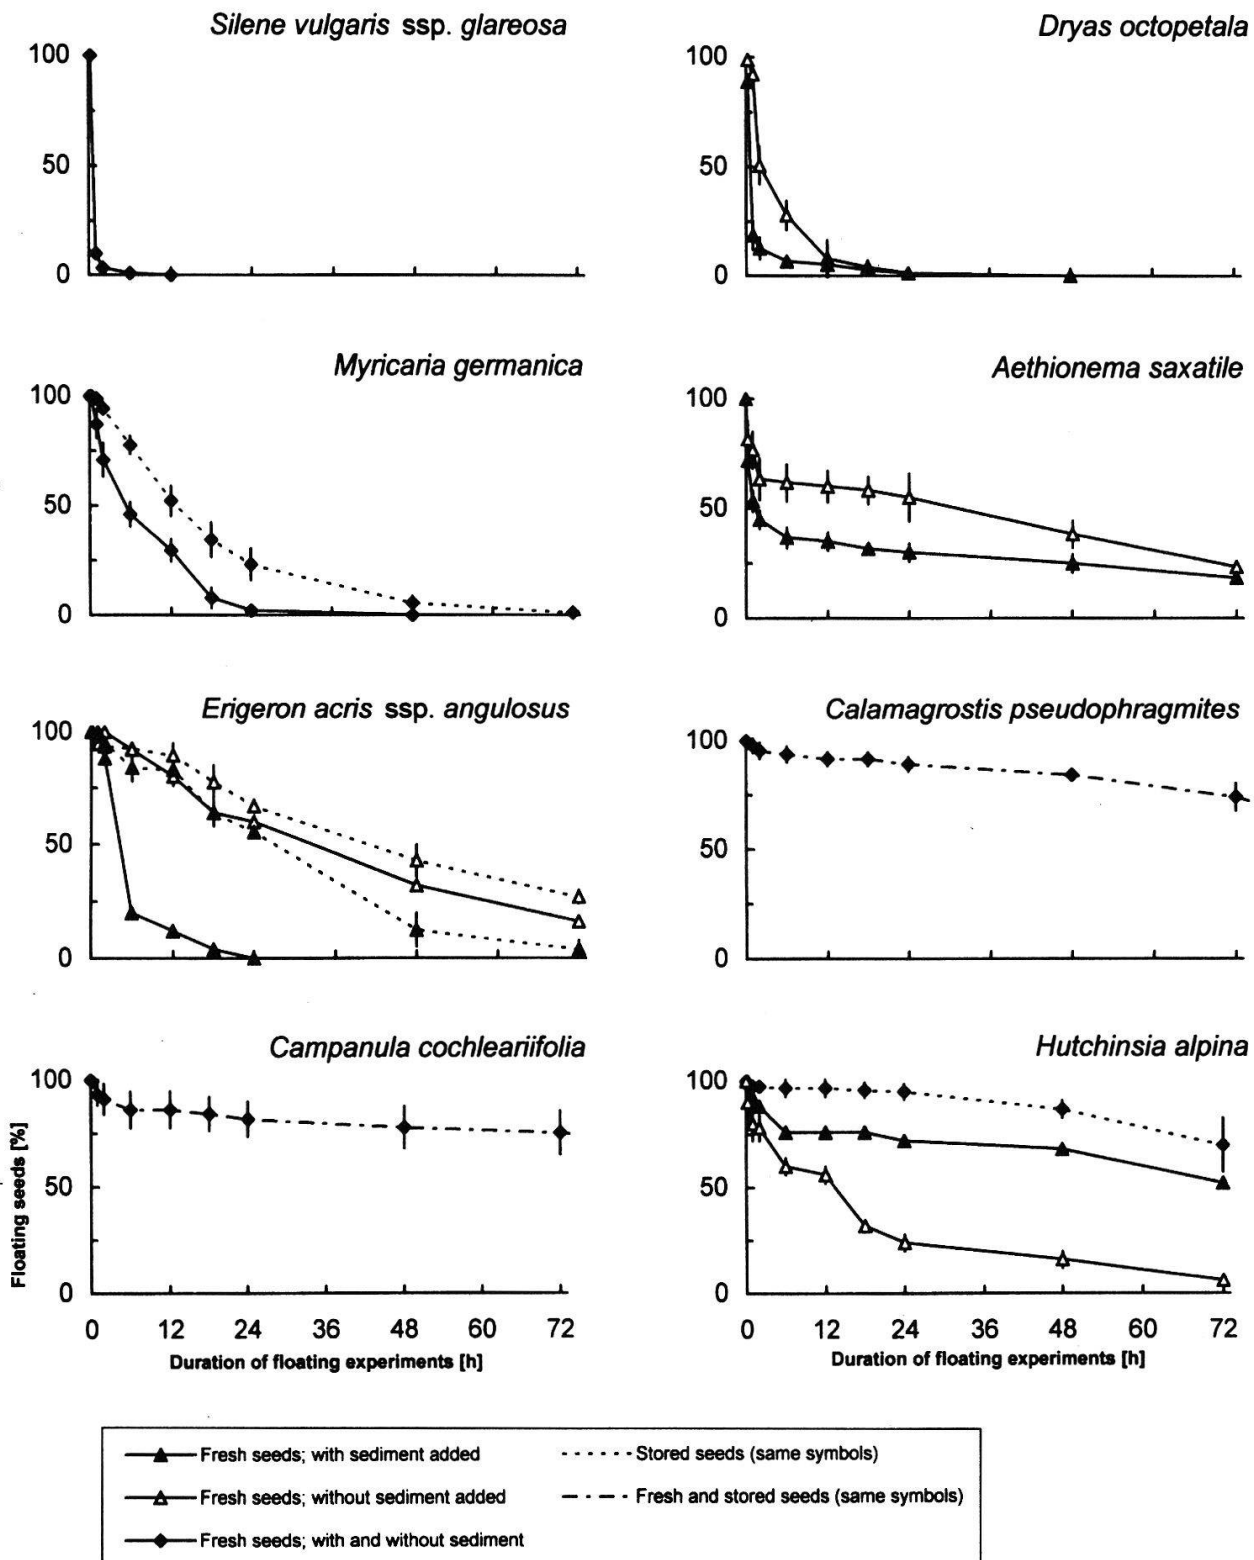 Silene vulgaris ssp. glareosa
100
50
0
Dryas octopetala
100
50
0
Myricaria germanica
100
50
0
Aethionema saxatile
100
50
0
Erigeron acris ssp. angulosus
100
50
0
Calamagrostis pseudophragmites
100
50
0
Campanula cochleariifolia
100
50
0
Floating seeds [%]
0 12 24 36 48 60 72
Duration of floating experiments [h]
Hutchinsia alpina
100
50
0
0 12 24 36 48 60 72
Duration of floating experiments [h]
Fresh seeds; with sediment added
Fresh seeds; without sediment added
Fresh seeds; with and without sediment
Stored seeds (same symbols)
Fresh and stored seeds (same symbols)